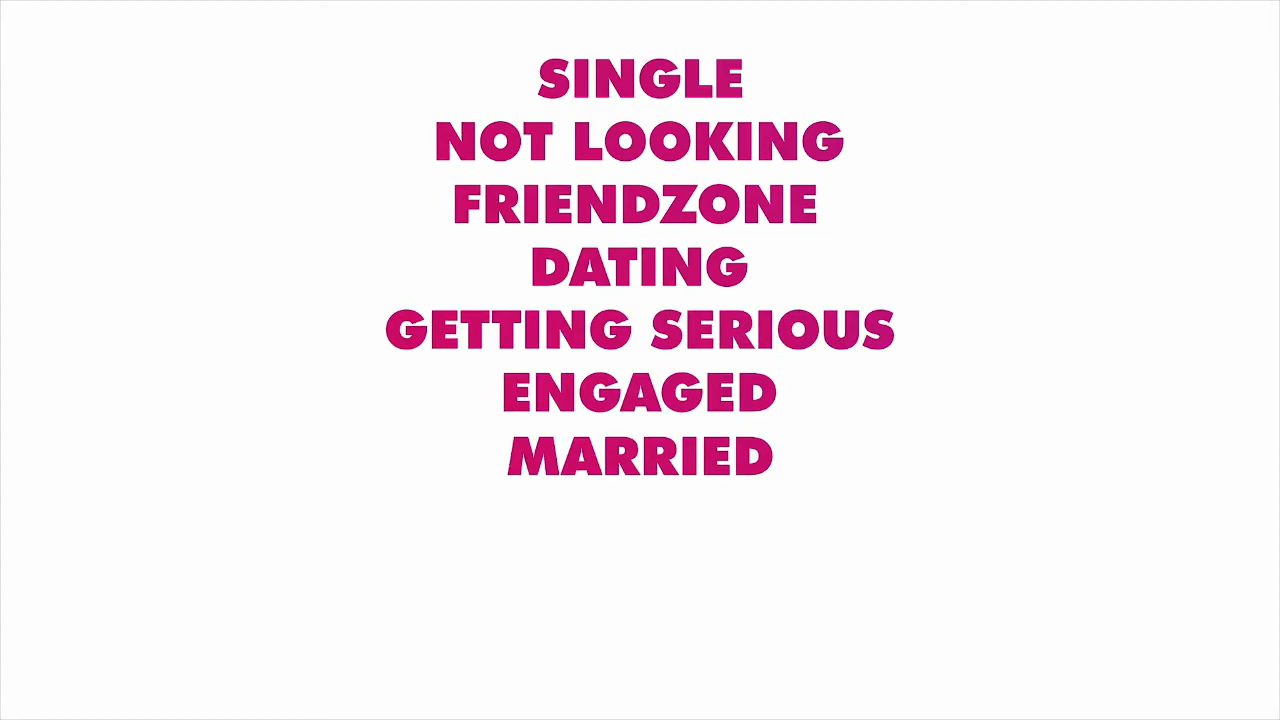 SINGLE
NOT LOOKING
FRIENDZONE
DATING
GETTING SERIOUS
ENGAGED
MARRIED